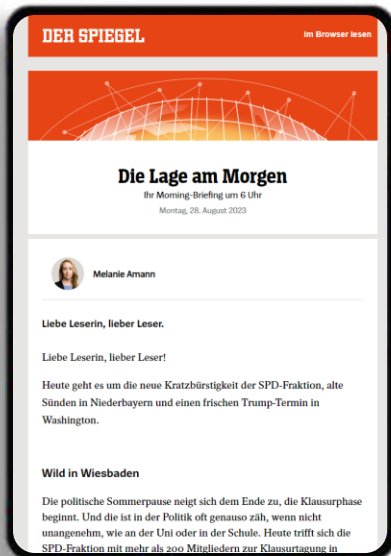 DER SPIEGEL
Im Browser lesen
Die Lage am Morgen
Ihr Morning-Briefing um 6 Uhr
Montag, 28. August 2023
Melanie Amann
Liebe Leserin, lieber Leser.
Liebe Leserin, lieber Leser!
Heute geht es um die neue Kratzbürstigkeit der SPD-Fraktion, alte
Sünden in Niederbayern und einen frischen Trump-Termin in
Washington.
Wild in Wiesbaden
Die politische Sommerpause neigt sich dem Ende zu, die Klausurphase
beginnt. Und die ist in der Politik oft genauso zäh, wenn nicht
unangenehm, wie an der Uni oder in der Schule. Heute trifft sich die
SPD-Fraktion mit mehr als 200 Mitgliedern zur Klausurtagung in